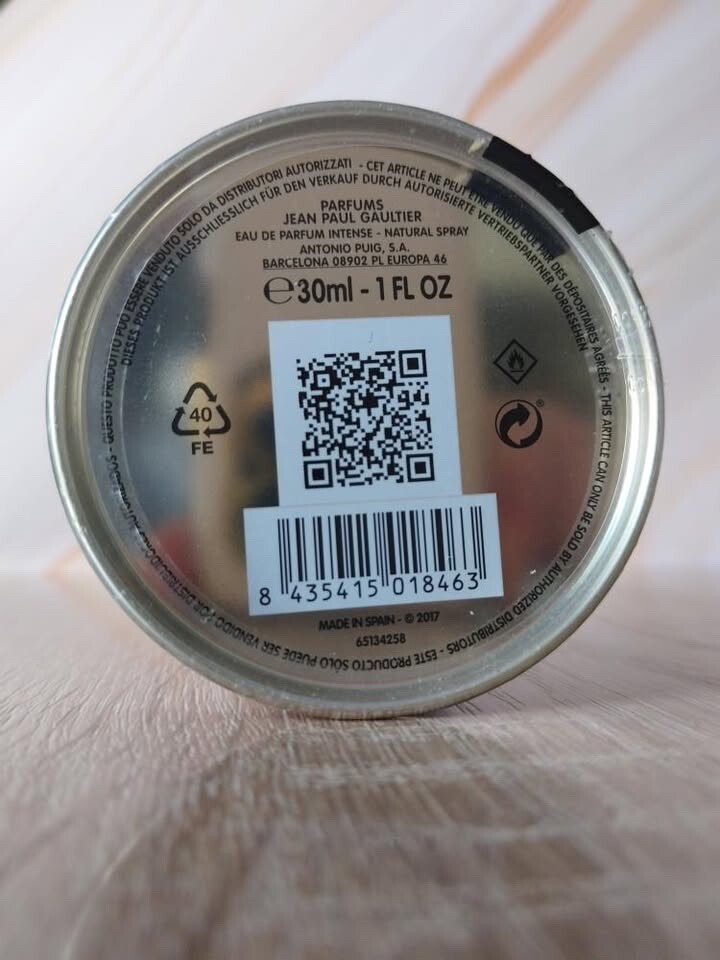 QUESTO PRODOTTO PUÒ ESSERE VENDUTO SOLO DA DISTRIBUTORI AUTORIZZATI - CET ARTICLE NE PEUT ÊTRE VENDU QUE PAR DES DÉPOSITAIRES AGRÉÉS - THIS ARTICLE CAN ONLY BE SOLD BY AUTHORIZED DISTRIBUTORS - ESTE PRODUCTO SÓLO PUEDE SER VENDIDO POR DISTRIBUIDORES AUTORIZADOS -
DIESES PRODUKT IST AUSSCHLIESSLICH FÜR DEN VERKAUF DURCH AUTORISIERTE VERTRIEBSPARTNER VORGESEHEN
PARFUMS
JEAN PAUL GAULTIER
EAU DE PARFUM INTENSE - NATURAL SPRAY
ANTONIO PUIG, S.A.
BARCELONA 08902 PL EUROPA 46
℮30ml - 1 FL OZ
40
FE
8 435415 018463
MADE IN SPAIN - © 2017
65134258